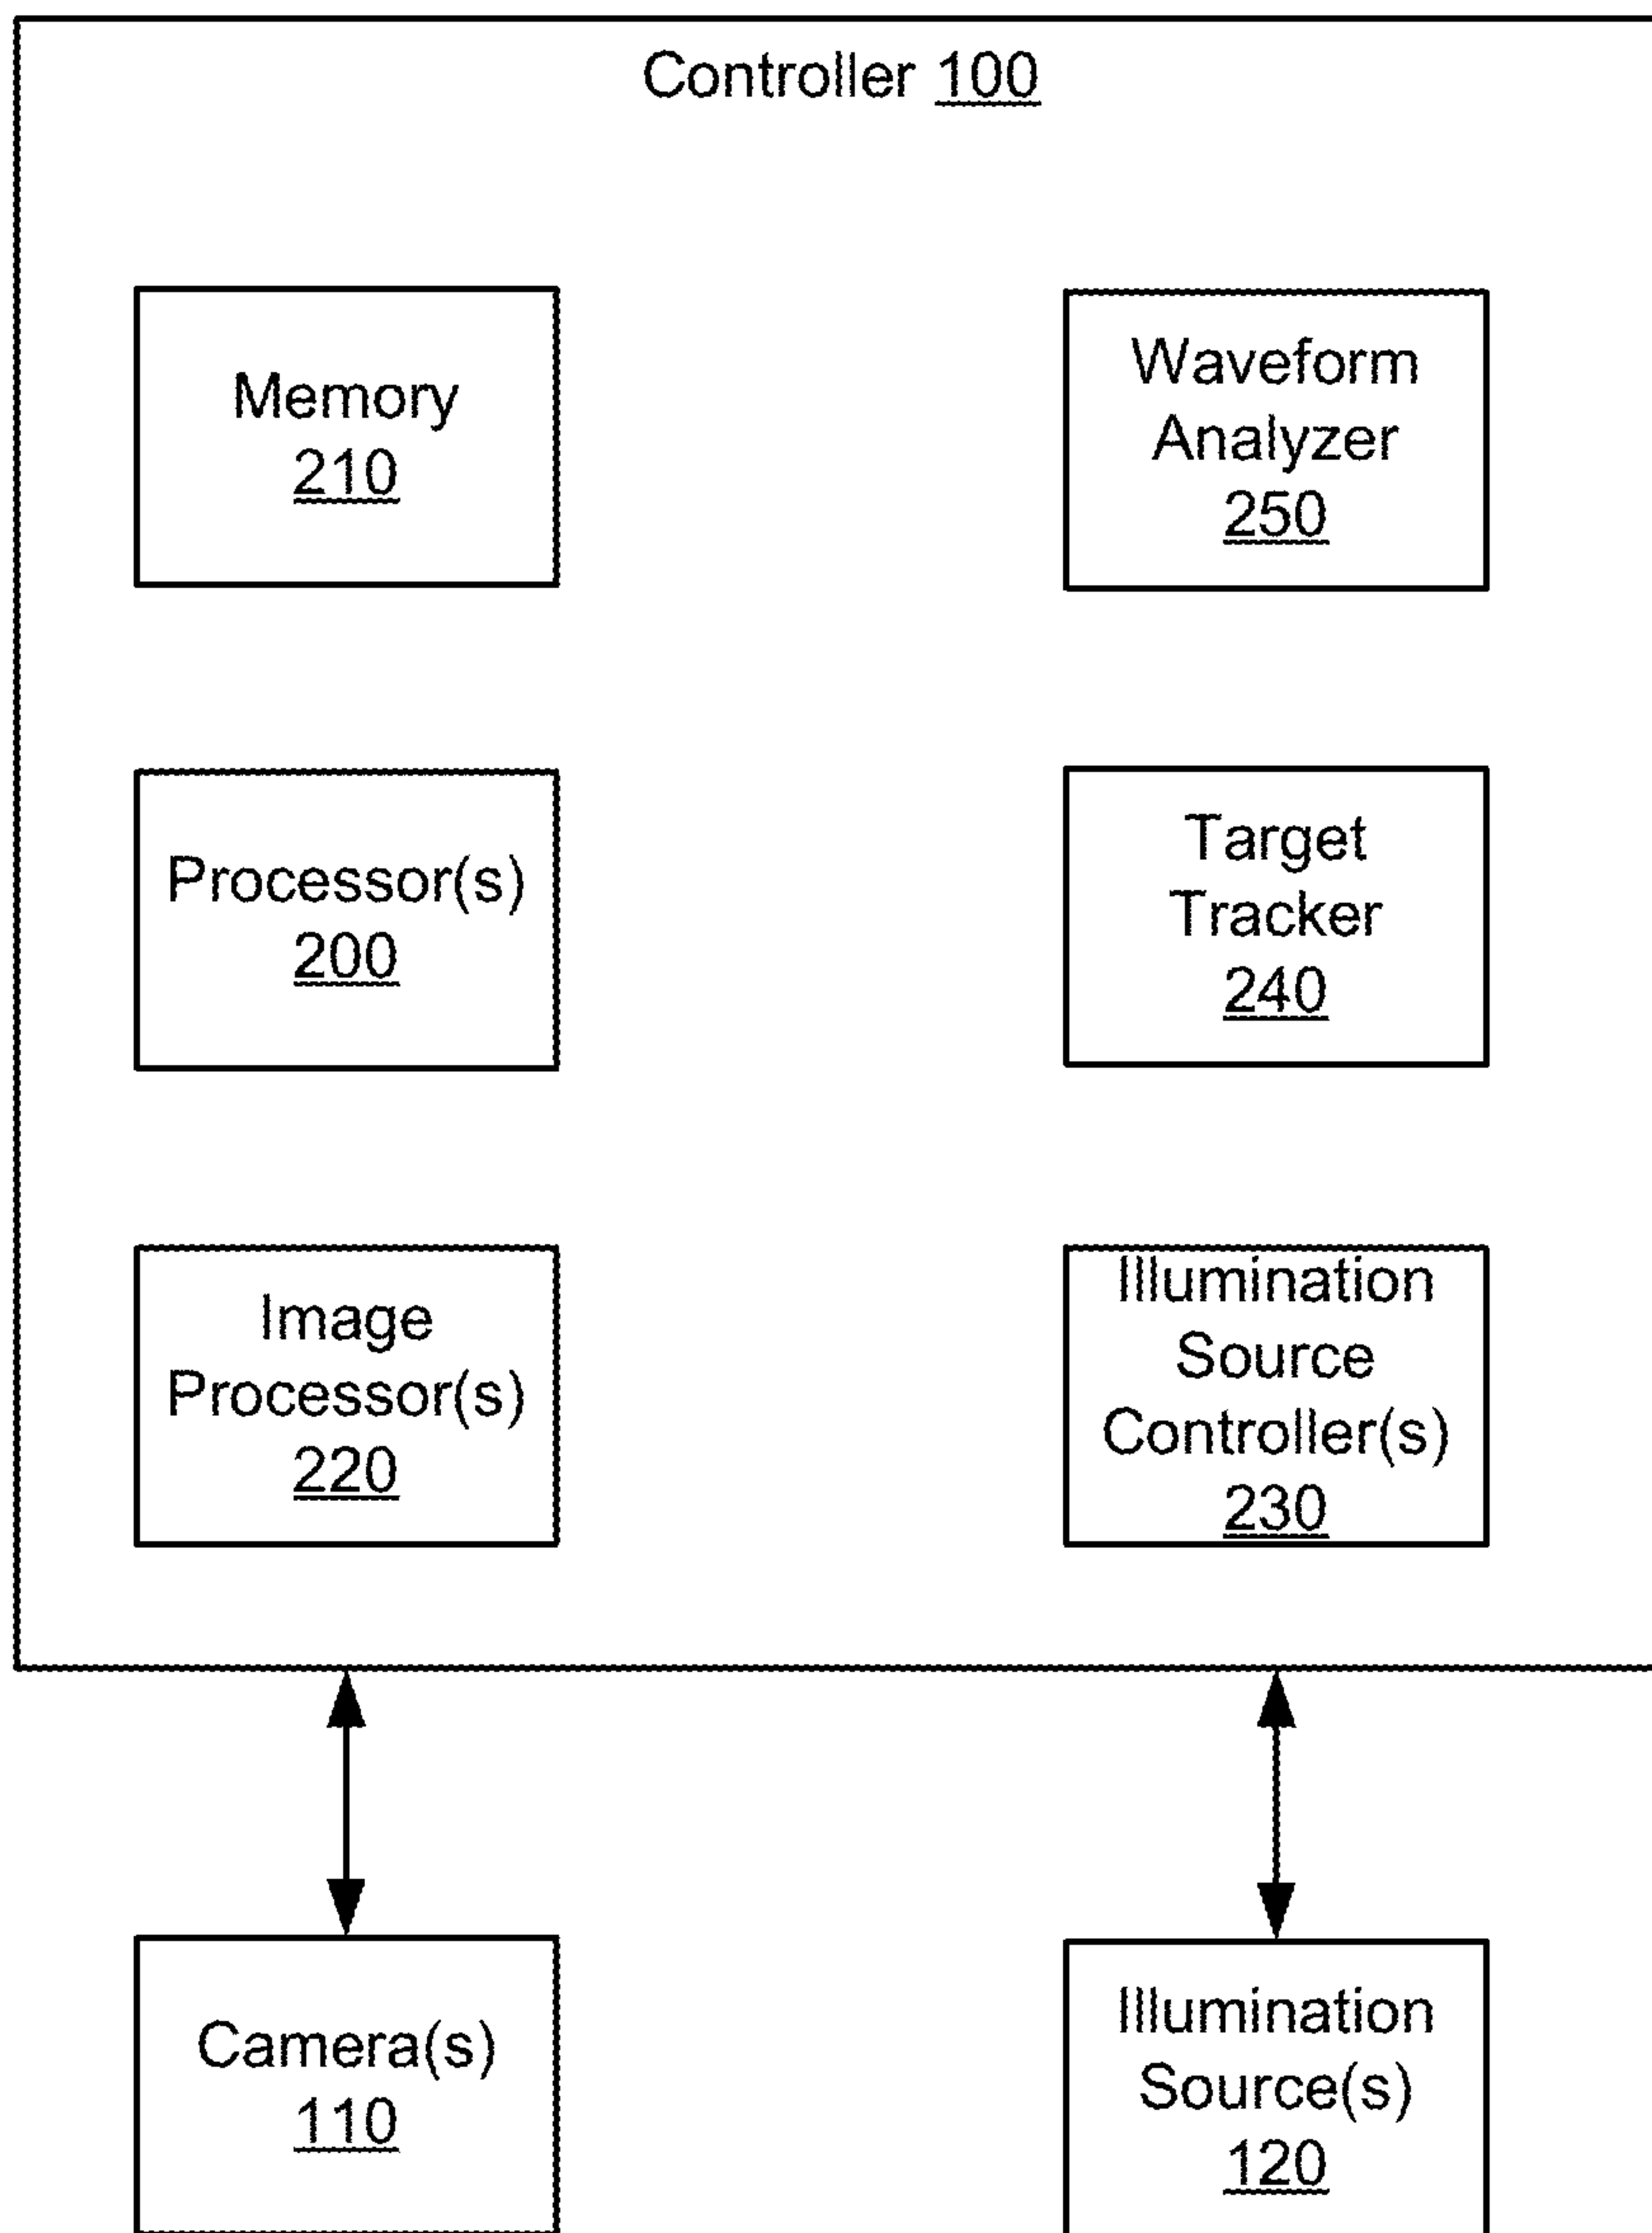 Controller 100
Memory
210
Waveform
Analyzer
250
Processor(s)
200
Target
Tracker
240
Image
Processor(s)
220
Illumination
Source
Controller(s)
230
Camera(s)
110
Illumination
Source(s)
120